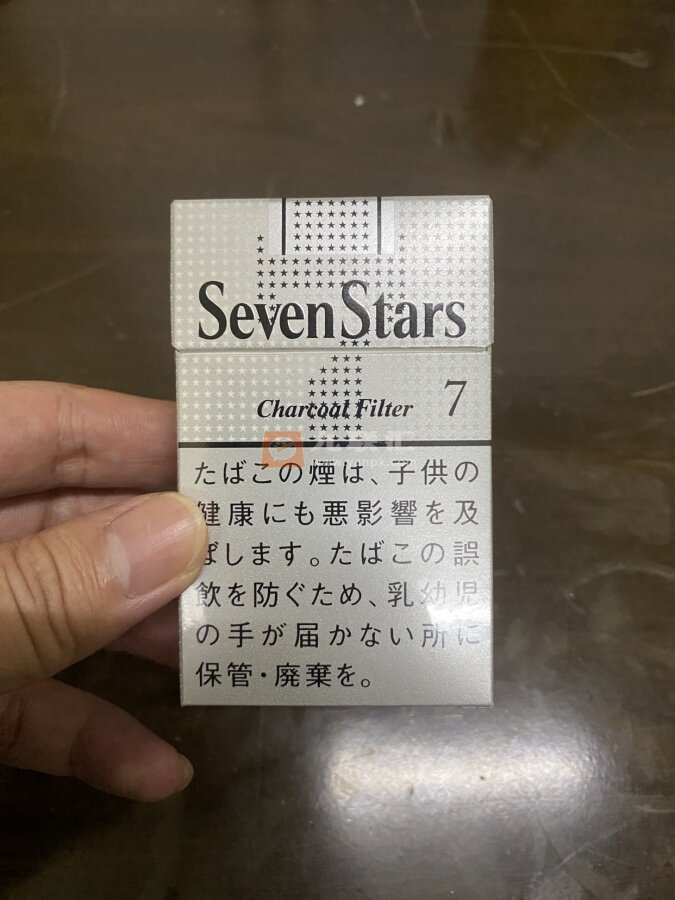 Seven Stars
Charcoal Filter 7
たばこの煙は、子供の
健康にも悪影響を及
ぼします。たばこの誤
飲を防ぐため、乳幼児
の手が届かない所に
保管・廃棄を。